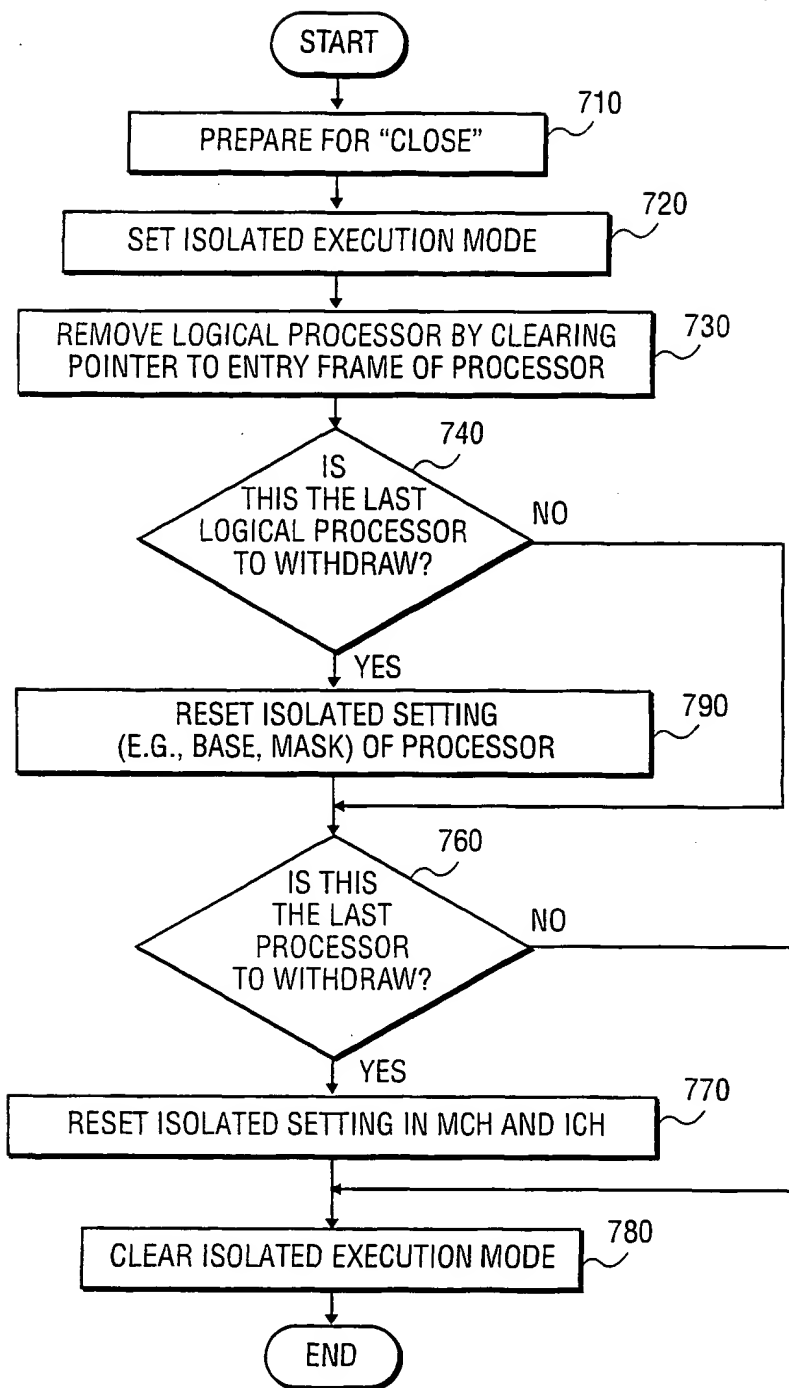 START
710
PREPARE FOR “CLOSE”
720
SET ISOLATED EXECUTION MODE
730
REMOVE LOGICAL PROCESSOR BY CLEARING
POINTER TO ENTRY FRAME OF PROCESSOR
740
IS
THIS THE LAST
LOGICAL PROCESSOR
TO WITHDRAW?
NO
YES
790
RESET ISOLATED SETTING
(E.G., BASE, MASK) OF PROCESSOR
760
IS THIS
THE LAST
PROCESSOR
TO WITHDRAW?
NO
YES
770
RESET ISOLATED SETTING IN MCH AND ICH
780
CLEAR ISOLATED EXECUTION MODE
END